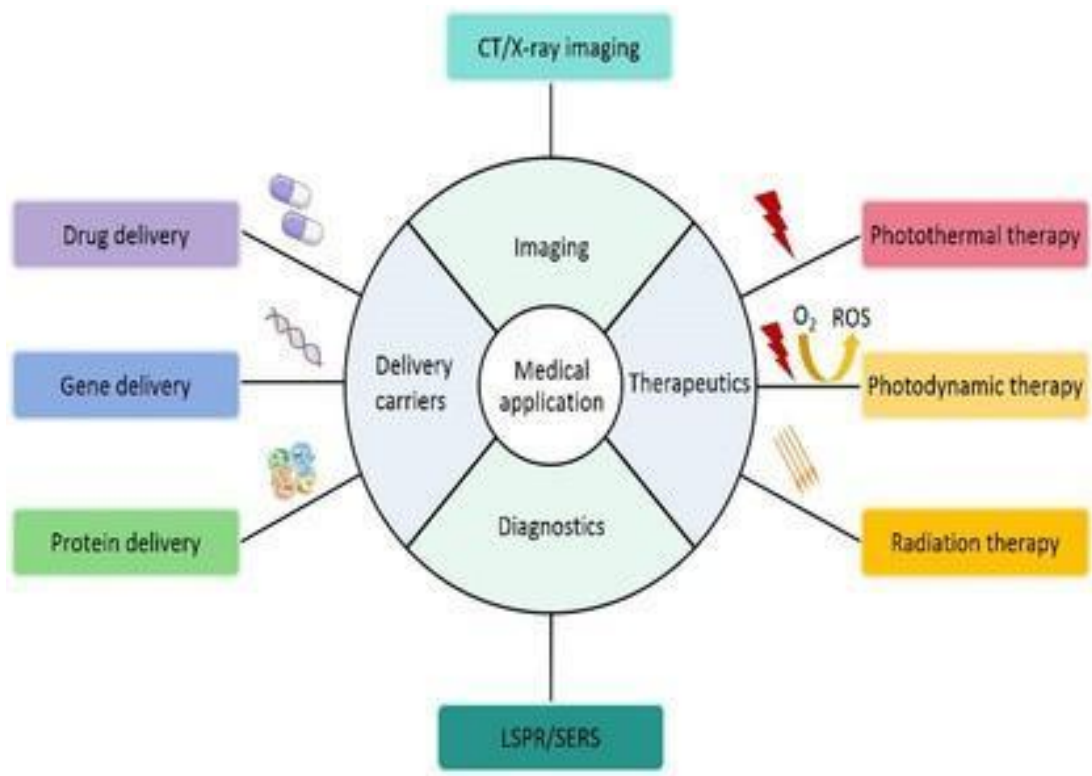 CT/X-ray imaging
Drug delivery
Imaging
Photothermal therapy
O₂ ROS
Gene delivery
Delivery
carriers
Medical
application
Therapeutics
Photodynamic therapy
Protein delivery
Diagnostics
Radiation therapy
LSPR/SERS